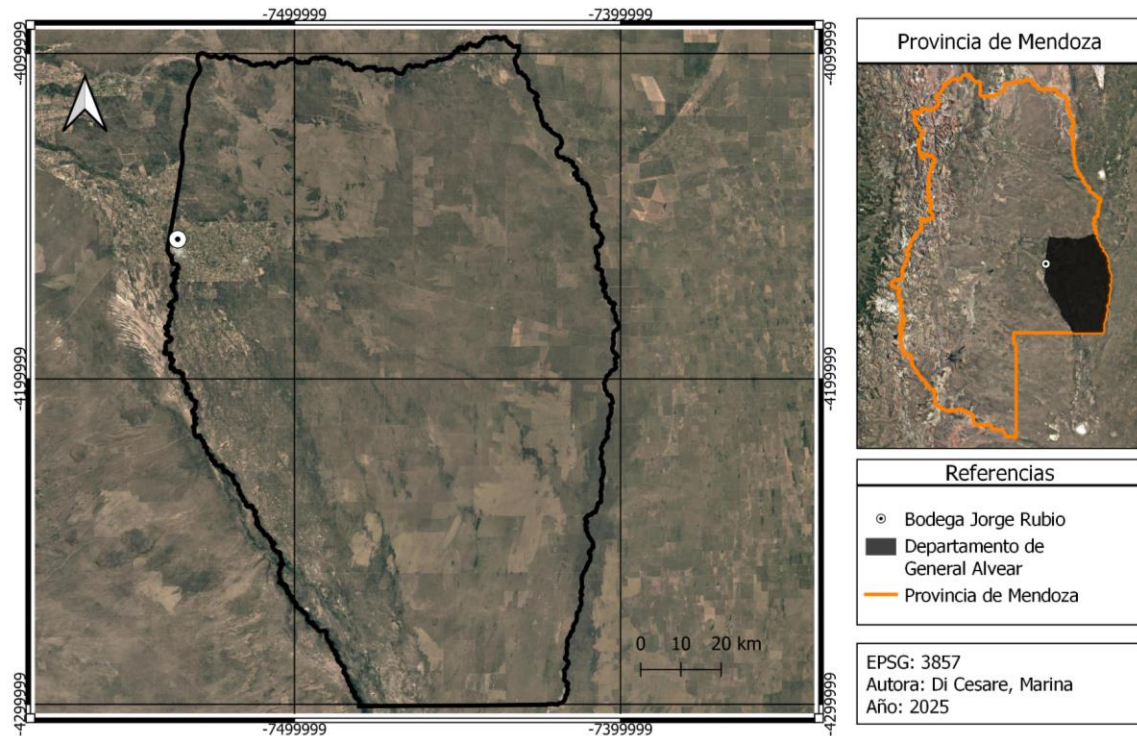 -7499999
-7399999
-4099999
-4099999
-4199999
-4199999
-4299999
-4299999
0 10 20 km
-7499999
-7399999
Provincia de Mendoza
Referencias
Bodega Jorge Rubio
Departamento de
General Alvear
Provincia de Mendoza
EPSG: 3857
Autora: Di Cesare, Marina
Año: 2025